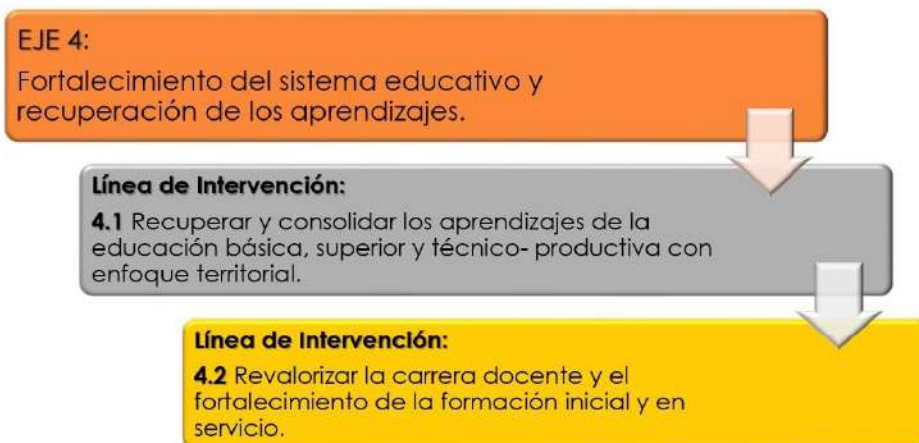 EJE 4:
Fortalecimiento del sistema educativo y
recuperación de los aprendizajes.
Línea de Intervención:
4.1 Recuperar y consolidar los aprendizajes de la
educación básica, superior y técnico- productiva con
enfoque territorial.
Línea de Intervención:
4.2 Revalorizar la carrera docente y el
fortalecimiento de la formación inicial y en
servicio.